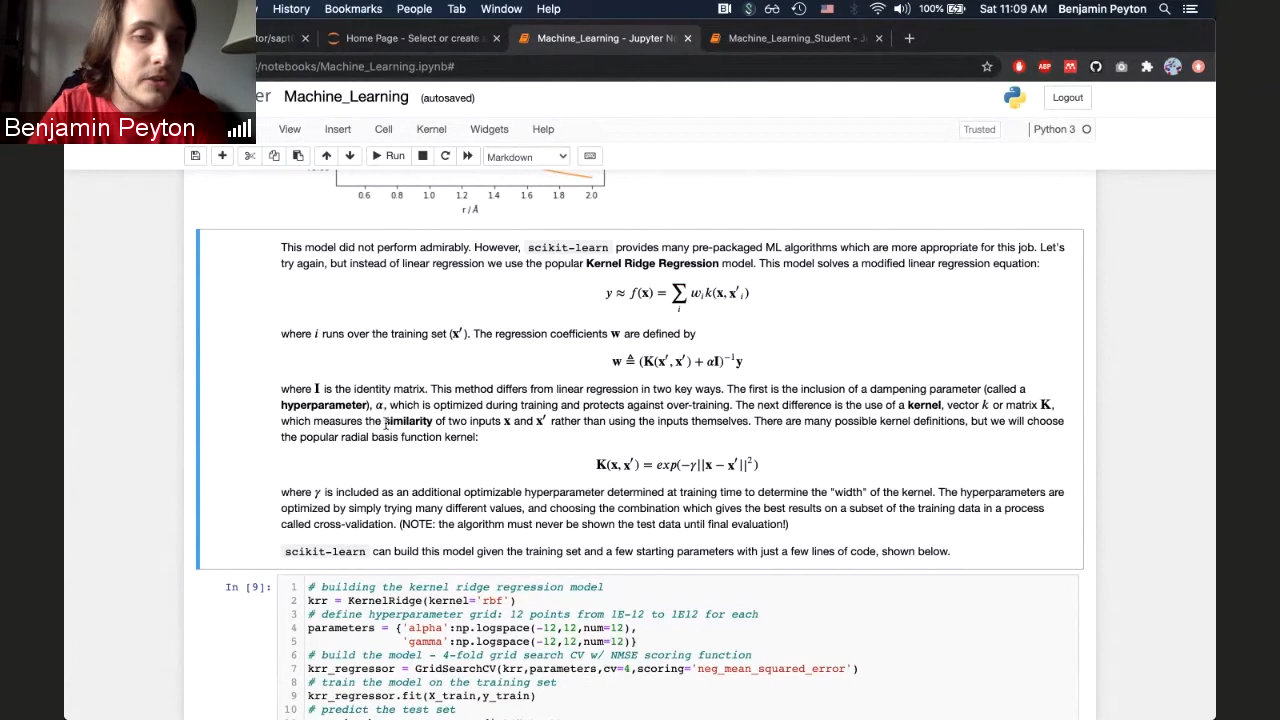 History Bookmarks People Tab Window Help 100% Sat 11:09 AM Benjamin Peyton
Home Page - Select or create a
Machine_Learning - Jupyter No
Machine_Learning_Student - Ju
s/notebooks/Machine_Learning.ipynb#
ABP
er Machine_Learning (autosaved) Logout
Benjamin Peyton
View Insert Cell Kernel Widgets Help Trusted Python 3
Run Markdown
0.6 0.8 1.0 1.2 1.4 1.6 1.8 2.0
r / Å
This model did not perform admirably. However, scikit-learn provides many pre-packaged ML algorithms which are more appropriate for this job. Let's
try again, but instead of linear regression we use the popular Kernel Ridge Regression model. This model solves a modified linear regression equation:
y ≈ f(x) = ∑ᵢ wᵢk(x, x′ᵢ)
where i runs over the training set (x′). The regression coefficients w are defined by
w ≜ (K(x′, x′) + αI)⁻¹y
where I is the identity matrix. This method differs from linear regression in two key ways. The first is the inclusion of a dampening parameter (called a
hyperparameter), α, which is optimized during training and protects against over-training. The next difference is the use of a kernel, vector k or matrix K,
which measures the similarity of two inputs x and x′ rather than using the inputs themselves. There are many possible kernel definitions, but we will choose
the popular radial basis function kernel:
K(x, x′) = exp(−γ||x − x′||²)
where γ is included as an additional optimizable hyperparameter determined at training time to determine the "width" of the kernel. The hyperparameters are
optimized by simply trying many different values, and choosing the combination which gives the best results on a subset of the training data in a process
called cross-validation. (NOTE: the algorithm must never be shown the test data until final evaluation!)
scikit-learn can build this model given the training set and a few starting parameters with just a few lines of code, shown below.
In [9]:
1 # building the kernel ridge regression model
2 krr = KernelRidge(kernel='rbf')
3 # define hyperparameter grid: 12 points from 1E-12 to 1E12 for each
4 parameters = {'alpha':np.logspace(-12,12,num=12),
5 'gamma':np.logspace(-12,12,num=12)}
6 # build the model - 4-fold grid search CV w/ NMSE scoring function
7 krr_regressor = GridSearchCV(krr,parameters,cv=4,scoring='neg_mean_squared_error')
8 # train the model on the training set
9 krr_regressor.fit(X_train,y_train)
10 # predict the test set